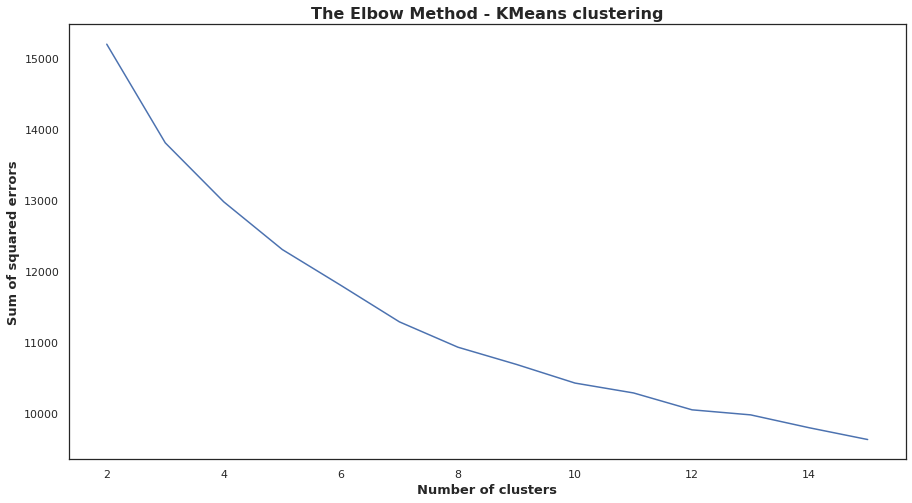 The Elbow Method - KMeans clustering
15000
14000
13000
12000
11000
10000
Sum of squared errors
2 4 6 8 10 12 14
Number of clusters